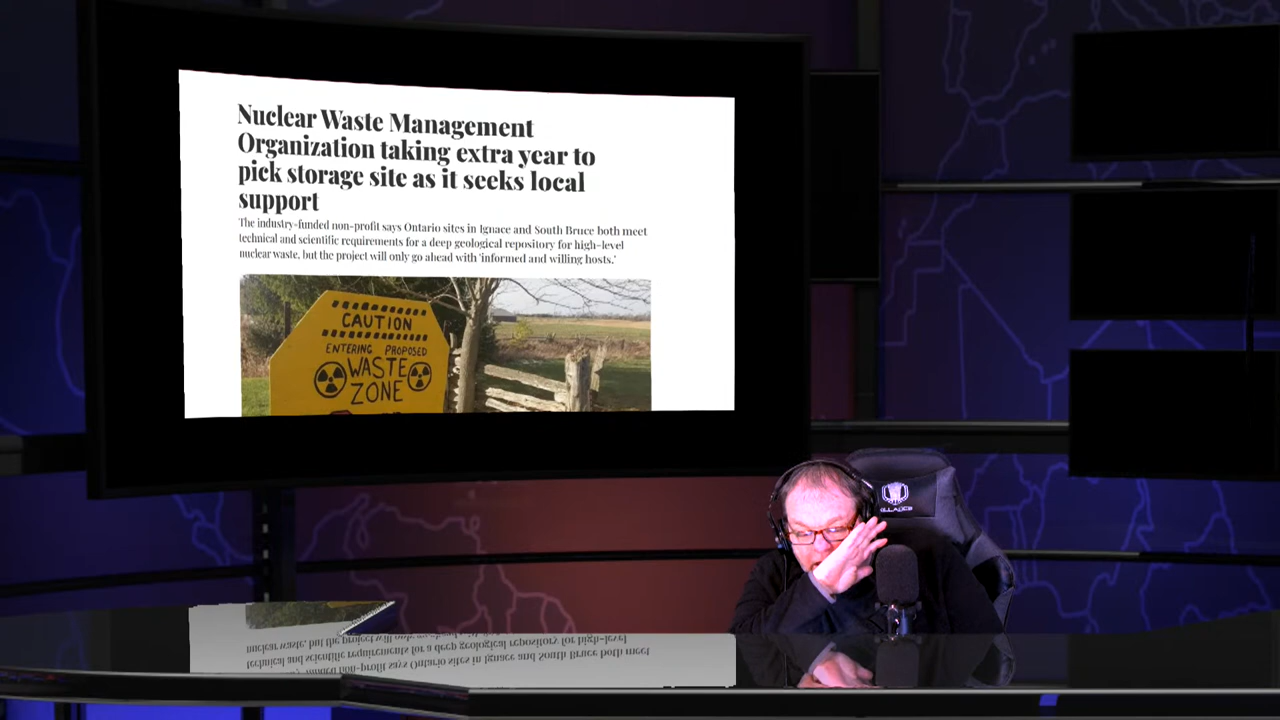 Nuclear Waste Management
Organization taking extra year to
pick storage site as it seeks local
support
The industry-funded non-profit says Ontario sites in Ignace and South Bruce both meet
technical and scientific requirements for a deep geological repository for high-level
nuclear waste, but the project will only go ahead with 'informed and willing hosts.'
CAUTION
ENTERING PROPOSED
WASTE
ZONE